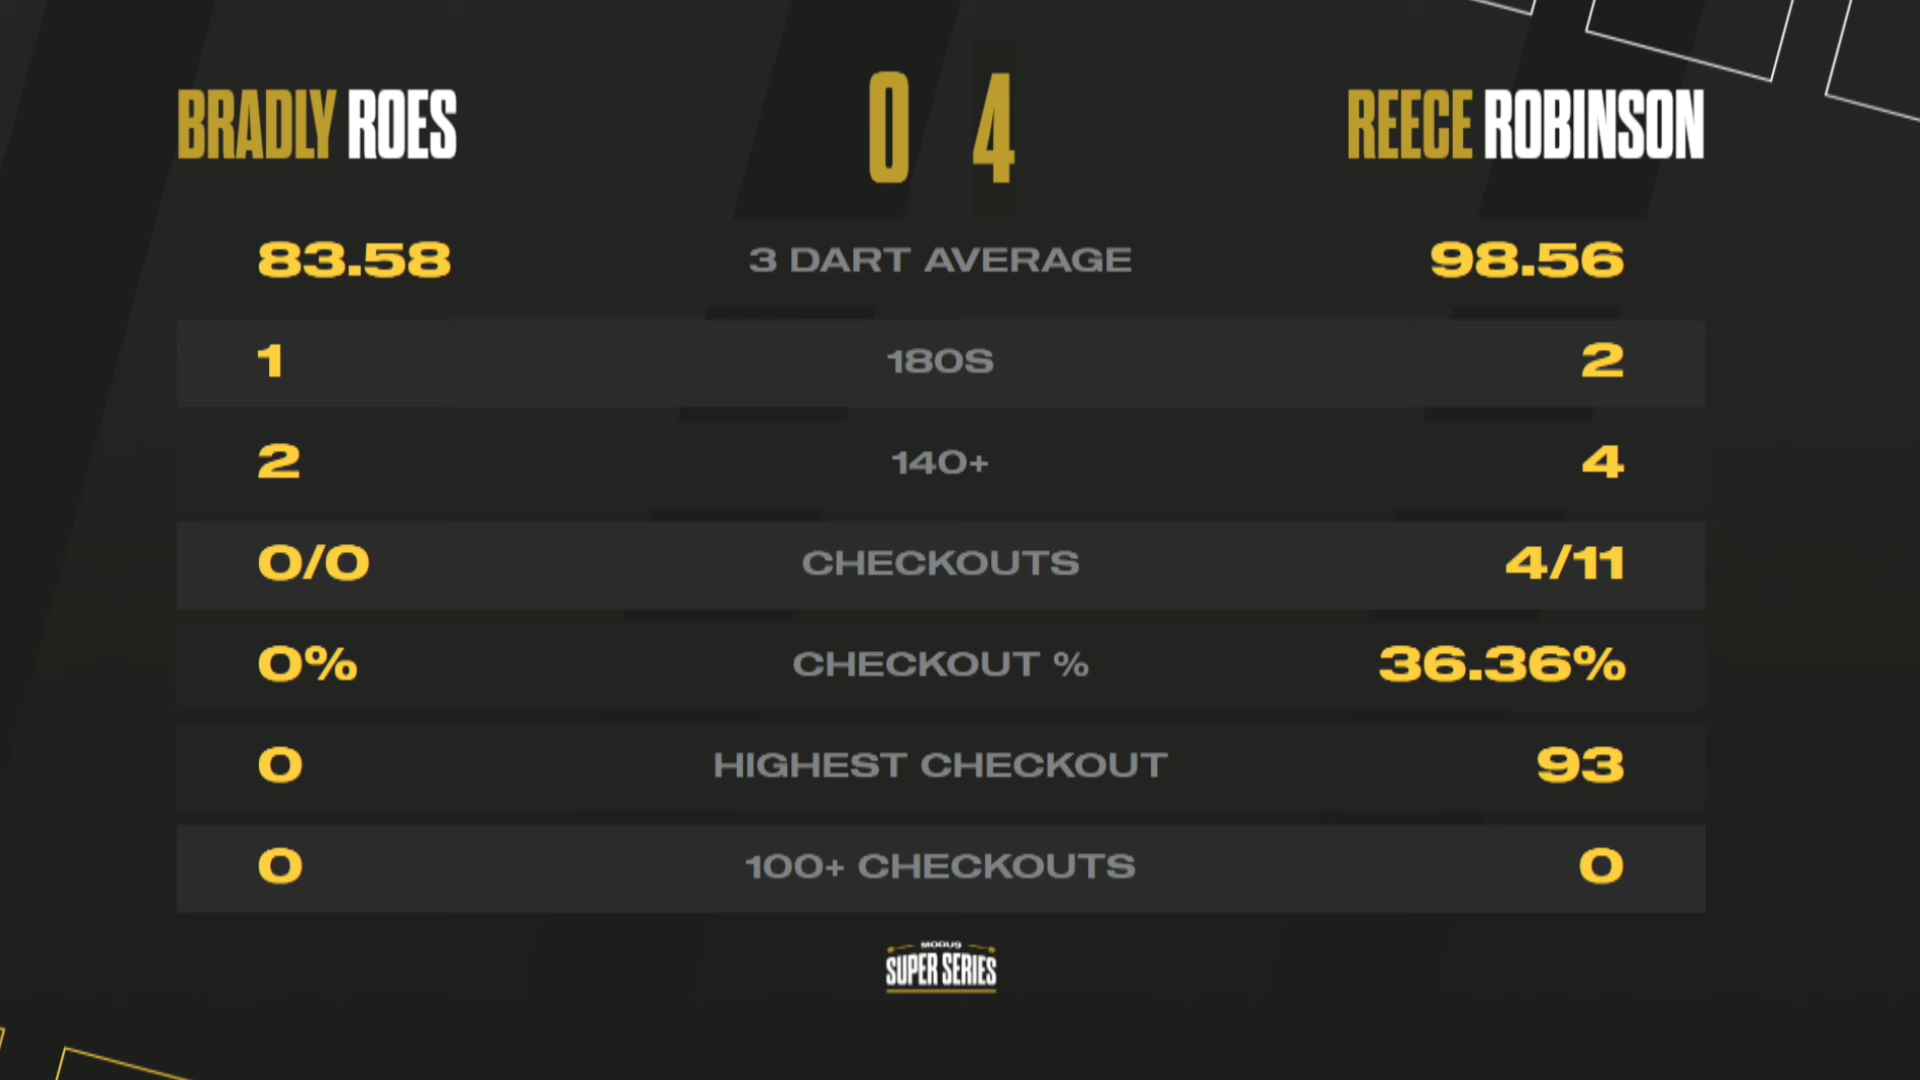 BRADLY ROES 0 4 REECE ROBINSON
83.58 3 DART AVERAGE 98.56
1 180S 2
2 140+ 4
0/0 CHECKOUTS 4/11
0% CHECKOUT % 36.36%
0 HIGHEST CHECKOUT 93
0 100+ CHECKOUTS 0
MODUS
SUPER SERIES